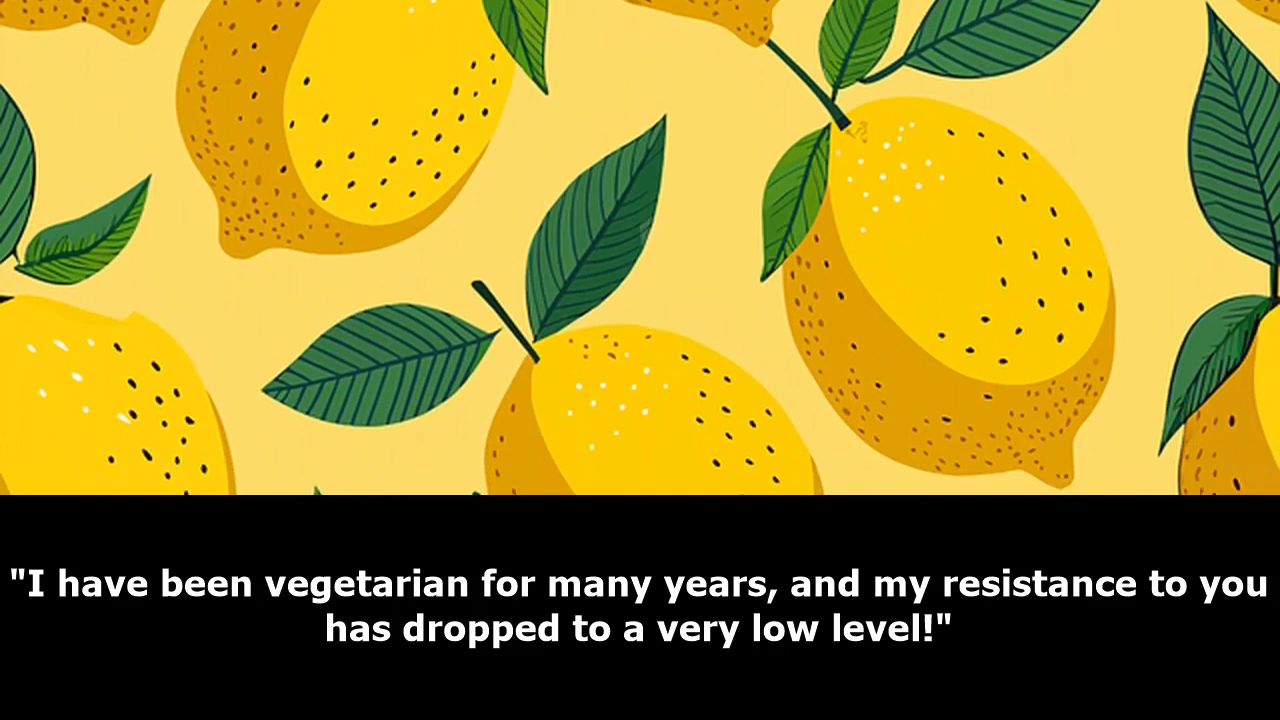 "I have been vegetarian for many years, and my resistance to you
has dropped to a very low level!"